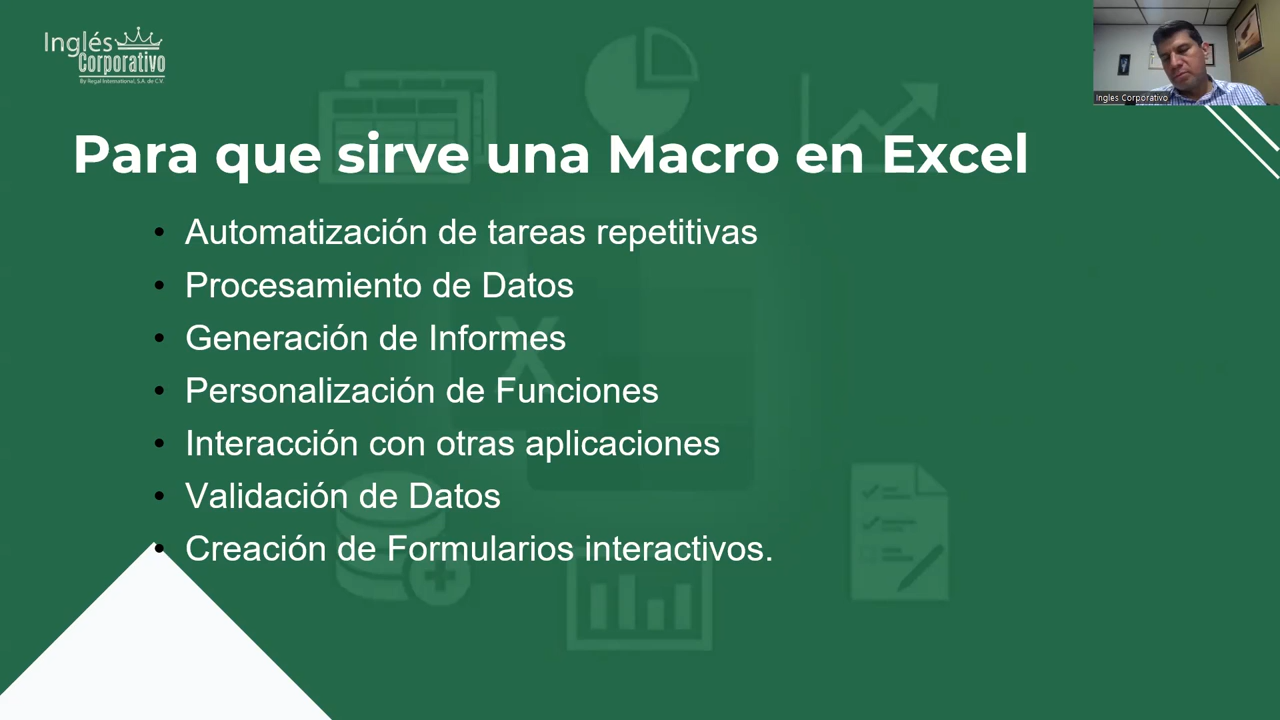 Inglés
Corporativo
By Regal International, S.A. de C.V.
Ingles Corporativo
Para que sirve una Macro en Excel
• Automatización de tareas repetitivas
• Procesamiento de Datos
• Generación de Informes
• Personalización de Funciones
• Interacción con otras aplicaciones
• Validación de Datos
• Creación de Formularios interactivos.
X